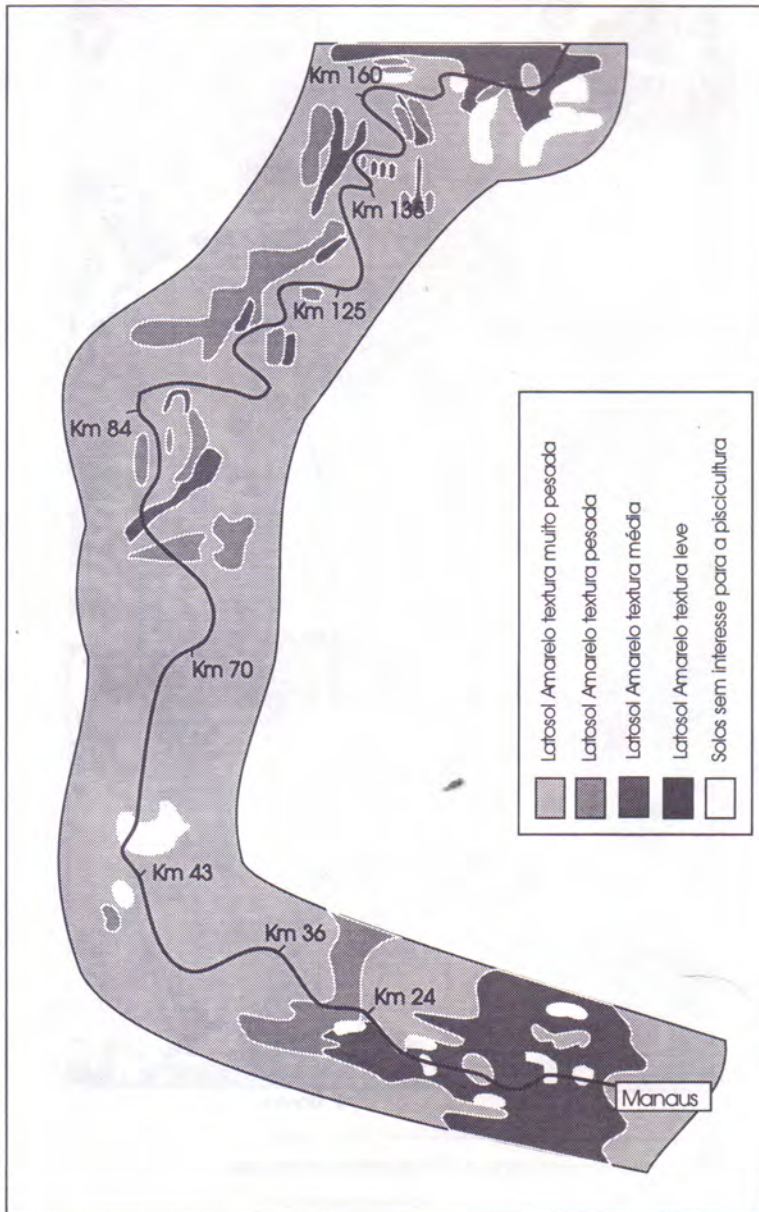 Km 160
Km 136
Km 125
Km 84
Km 70
Km 43
Km 36
Km 24
Manaus
Latosol Amarelo textura muito pesada
Latosol Amarelo textura pesada
Latosol Amarelo textura média
Latosol Amarelo textura leve
Solos sem interesse para a piscicultura